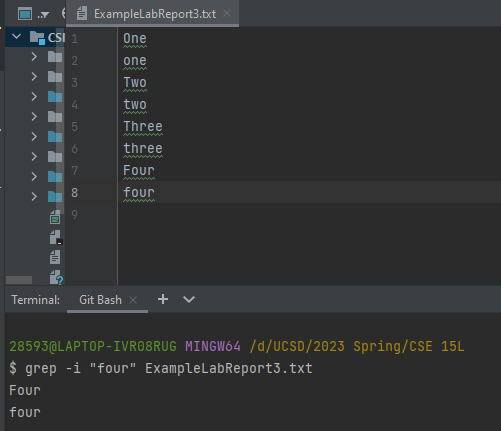 ..
ExampleLabReport3.txt
CSI
1 One
2 one
3 Two
4 two
5 Three
6 three
7 Four
8 four
9
Terminal: Git Bash
28593@LAPTOP-IVR08RUG MINGW64 /d/UCSD/2023 Spring/CSE 15L
$ grep -i "four" ExampleLabReport3.txt
Four
four